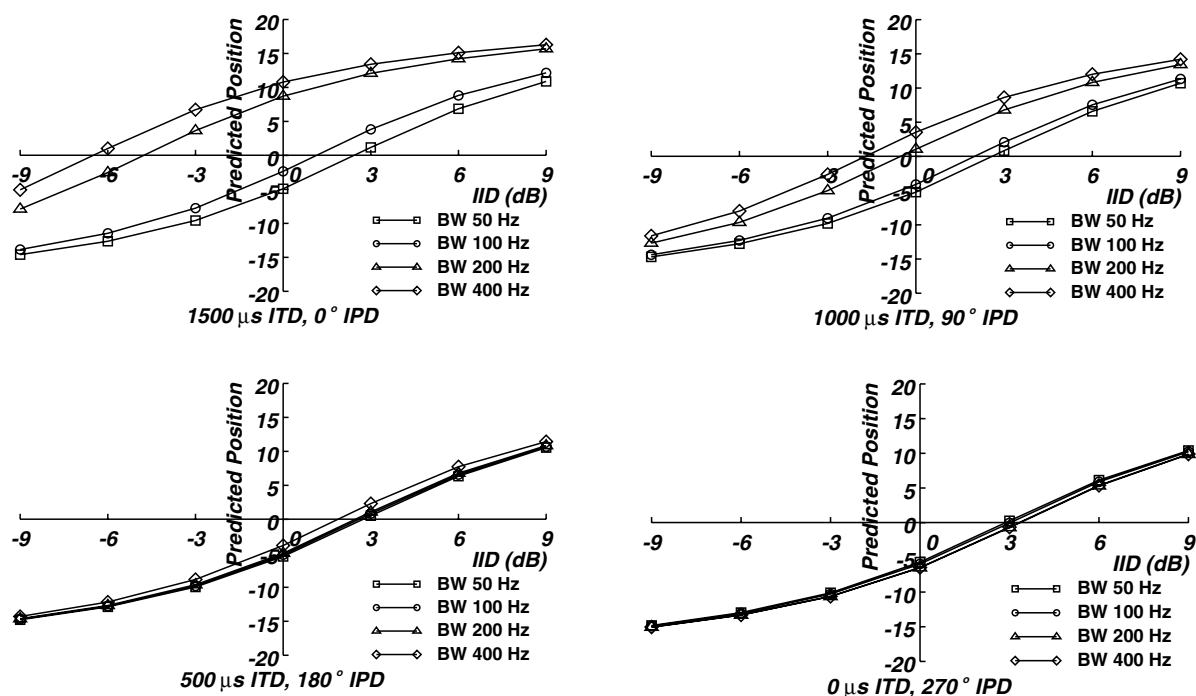 20
15
10
5
0
-5
-10
-15
-20
-9
-6
-3
3
6
9
Predicted Position
IID (dB)
BW 50 Hz
BW 100 Hz
BW 200 Hz
BW 400 Hz
1500 μs ITD, 0° IPD
20
15
10
5
0
-5
-10
-15
-20
-9
-6
-3
3
6
9
Predicted Position
IID (dB)
BW 50 Hz
BW 100 Hz
BW 200 Hz
BW 400 Hz
1000 μs ITD, 90° IPD
20
15
10
5
0
-5
-10
-15
-20
-9
-6
-3
3
6
9
Predicted Position
IID (dB)
BW 50 Hz
BW 100 Hz
BW 200 Hz
BW 400 Hz
500 μs ITD, 180° IPD
20
15
10
5
0
-5
-10
-15
-20
-9
-6
-3
3
6
9
Predicted Position
IID (dB)
BW 50 Hz
BW 100 Hz
BW 200 Hz
BW 400 Hz
0 μs ITD, 270° IPD